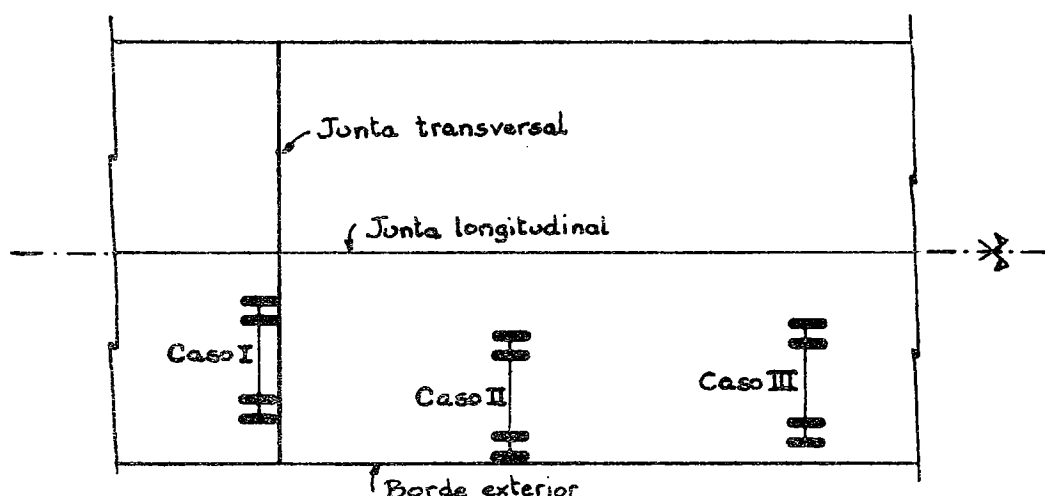 Junta transversal
Junta longitudinal
Caso I
Caso II
Caso III
Borde exterior